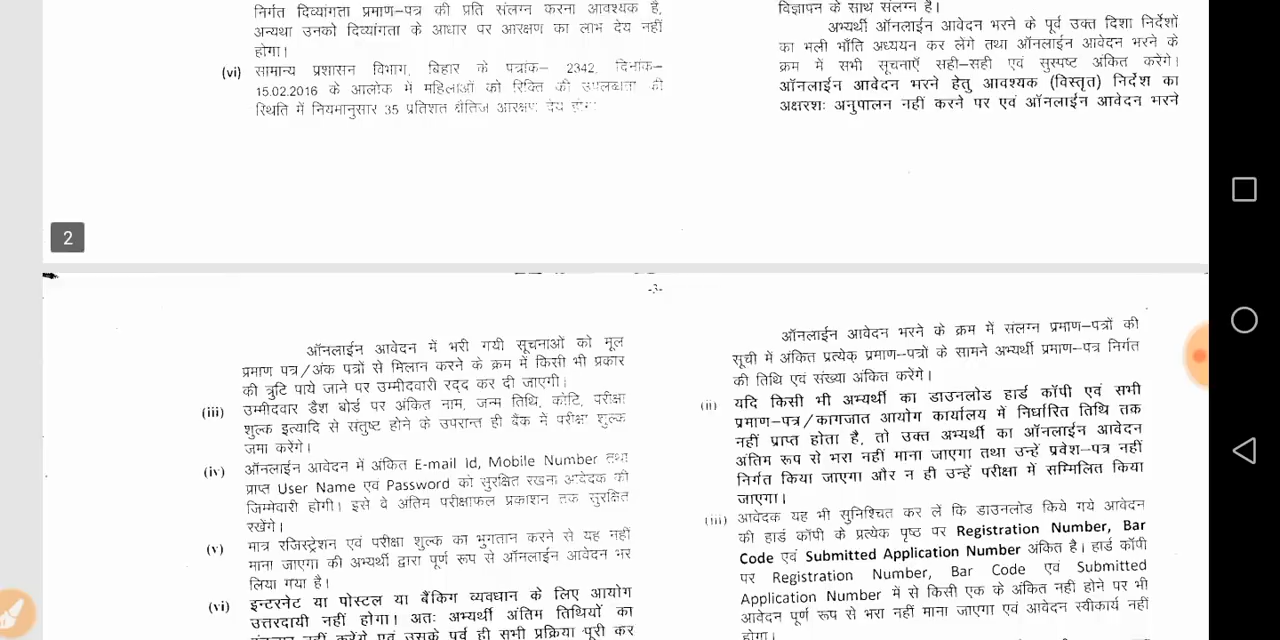 निर्गत दिव्यांगता प्रमाण–पत्र की प्रति संलग्न करना आवश्यक है,
अन्यथा उनको दिव्यांगता के आधार पर आरक्षण का लाभ देय नहीं
होगा।
(vi) सामान्य प्रशासन विभाग, बिहार के पत्रांक– 2342, दिनांक–
15.02.2016 के आलोक में महिलाओं को रिक्ति की उपलब्धता की
स्थिति में नियमानुसार 35 प्रतिशत क्षैतिज आरक्षण देय होगा।
विज्ञापन के साथ संलग्न है।
अभ्यर्थी ऑनलाईन आवेदन भरने के पूर्व उक्त दिशा निर्देशों
का भली भाँति अध्ययन कर लेंगे तथा ऑनलाईन आवेदन भरने के
क्रम में सभी सूचनाएँ सही–सही एवं सुस्पष्ट अंकित करेगे।
ऑनलाईन आवेदन भरने हेतु आवश्यक (विस्तृत) निर्देश का
अक्षरशः अनुपालन नहीं करने पर एवं ऑनलाईन आवेदन भरने
2
-3-
ऑनलाईन आवेदन में भरी गयी सूचनाओं को मूल
प्रमाण पत्र/अंक पत्रों से मिलान करने के क्रम में किसी भी प्रकार
की त्रुटि पाये जाने पर उम्मीदवारी रद्द कर दी जाएगी।
(iii) उम्मीदवार डैश बोर्ड पर अंकित नाम, जन्म तिथि, कोटि, परीक्षा
शुल्क इत्यादि से संतुष्ट होने के उपरान्त ही बैंक में परीक्षा शुल्क
जमा करेंगे।
(iv) ऑनलाईन आवेदन में अंकित E-mail Id, Mobile Number तथा
प्राप्त User Name एवं Password को सुरक्षित रखना आवेदक की
जिम्मेदारी होगी। इसे वे अंतिम परीक्षाफल प्रकाशन तक सुरक्षित
रखेंगे।
(v) मात्र रजिस्ट्रेशन एवं परीक्षा शुल्क का भुगतान करने से यह नहीं
माना जाएगा की अभ्यर्थी द्वारा पूर्ण रूप से ऑनलाईन आवेदन भर
लिया गया है।
(vi) इन्टरनेट या पोस्टल या बैंकिग व्यवधान के लिए आयोग
उत्तरदायी नहीं होगा। अतः अभ्यर्थी अंतिम तिथियों का
इंतजार नहीं करेंगे एवं उसके पूर्व ही सभी प्रक्रिया पूरी कर
ऑनलाईन आवेदन भरने के क्रम में संलग्न प्रमाण–पत्रों की
सूची में अंकित प्रत्येक प्रमाण–पत्रों के सामने अभ्यर्थी प्रमाण–पत्र निर्गत
की तिथि एवं संख्या अंकित करेंगे।
(ii) यदि किसी भी अभ्यर्थी का डाउनलोड हार्ड कॉपी एवं सभी
प्रमाण–पत्र/कागजात आयोग कार्यालय में निर्धारित तिथि तक
नहीं प्राप्त होता है, तो उक्त अभ्यर्थी का ऑनलाईन आवेदन
अंतिम रूप से भरा नहीं माना जाएगा तथा उन्हें प्रवेश–पत्र नहीं
निर्गत किया जाएगा और न ही उन्हें परीक्षा में सम्मिलित किया
जाएगा।
(iii) आवेदक यह भी सुनिश्चित कर लें कि डाउनलोड किये गये आवेदन
की हार्ड कॉपी के प्रत्येक पृष्ठ पर Registration Number, Bar
Code एवं Submitted Application Number अंकित है। हार्ड कॉपी
पर Registration Number, Bar Code एवं Submitted
Application Number में से किसी एक के अंकित नही होने पर भी
आवेदन पूर्ण रूप से भरा नहीं माना जाएगा एवं आवेदन स्वीकार्य नहीं
होगा।